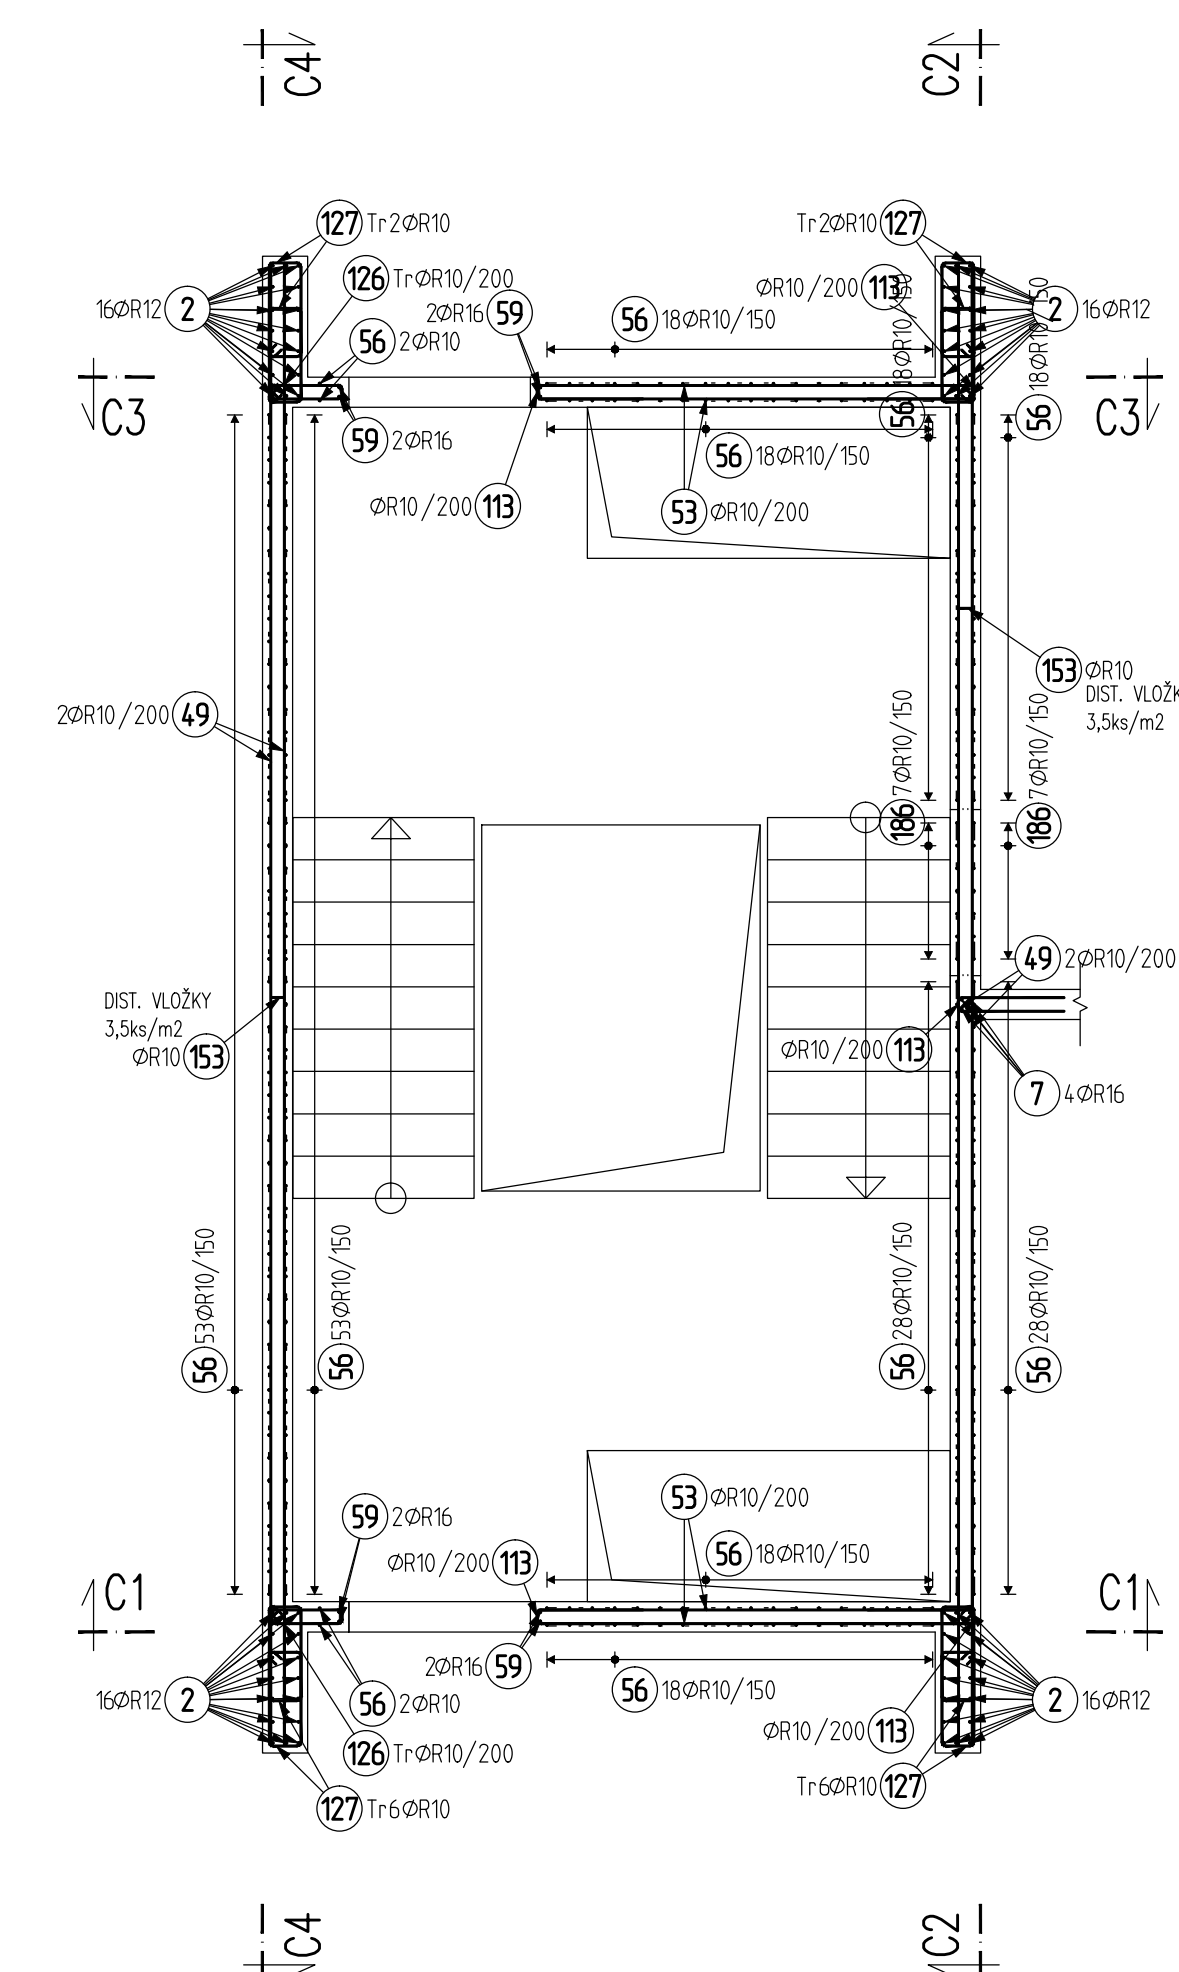 C4
C2
127 Tr2ØR10
Tr2ØR10 127
126 TrØR10/200
ØR10/200 113
16ØR12 2
2ØR16 59
56 18ØR10/150
2 16ØR12
56 2ØR10
56 18ØR10/150
56 18ØR10/150
C3
C3
59 2ØR16
56 18ØR10/150
ØR10/200 113
53 ØR10/200
153 ØR10
DIST. VLOŽK
3,5ks/m2
2ØR10/200 49
186 7ØR10/150
186 7ØR10/150
49 2ØR10/200
DIST. VLOŽKY
3,5ks/m2
ØR10 153
ØR10/200 113
7 4ØR16
56 53ØR10/150
56 53ØR10/150
56 28ØR10/150
56 28ØR10/150
59 2ØR16
53 ØR10/200
ØR10/200 113
56 18ØR10/150
C1
C1
2ØR16 59
56 18ØR10/150
16ØR12 2
56 2ØR10
2 16ØR12
126 TrØR10/200
ØR10/200 113
127 Tr6ØR10
Tr6ØR10 127
C4
C2